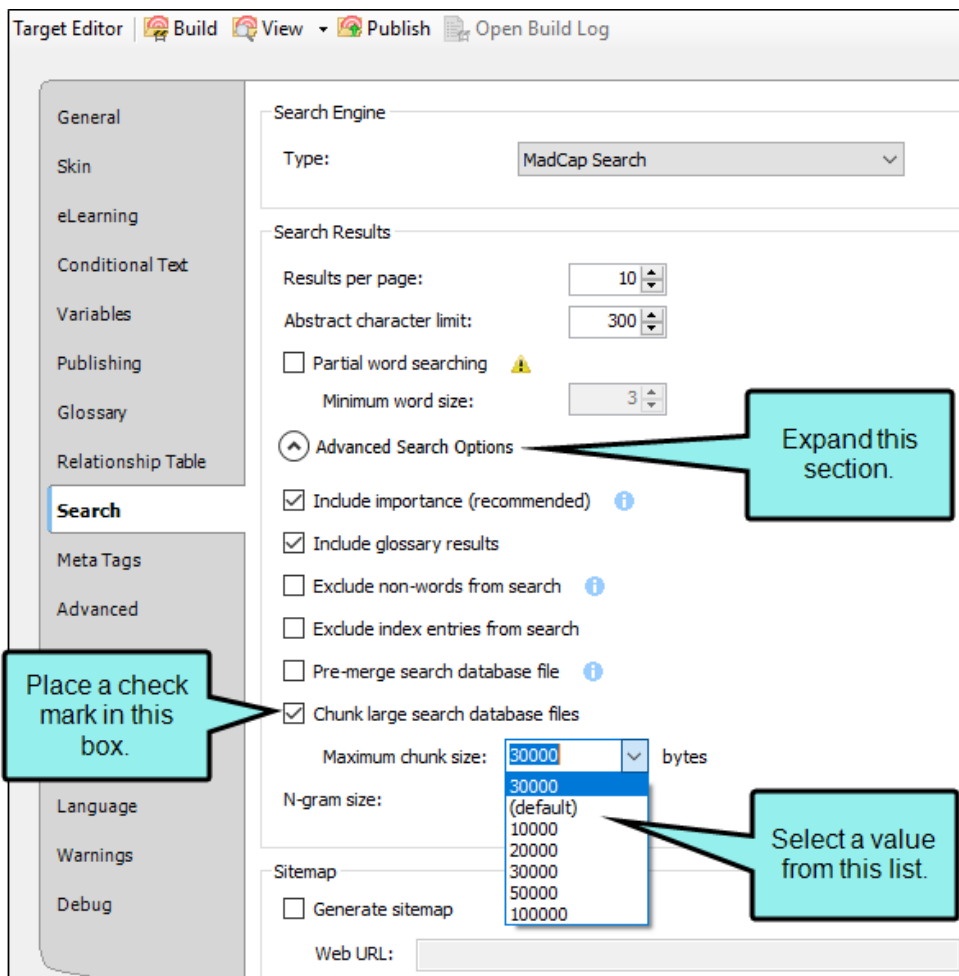 Target Editor Build View Publish Open Build Log
General
Skin
eLearning
Conditional Text
Variables
Publishing
Glossary
Relationship Table
Search
Meta Tags
Advanced
Language
Warnings
Debug
Search Engine
Type: MadCap Search
Search Results
Results per page: 10
Abstract character limit: 300
Partial word searching
Minimum word size: 3
Advanced Search Options
Expand this
section.
Include importance (recommended)
Include glossary results
Exclude non-words from search
Exclude index entries from search
Pre-merge search database file
Place a check
mark in this
box.
Chunk large search database files
Maximum chunk size: 30000 bytes
30000
(default)
10000
20000
30000
50000
100000
Select a value
from this list.
N-gram size:
Sitemap
Generate sitemap
Web URL: